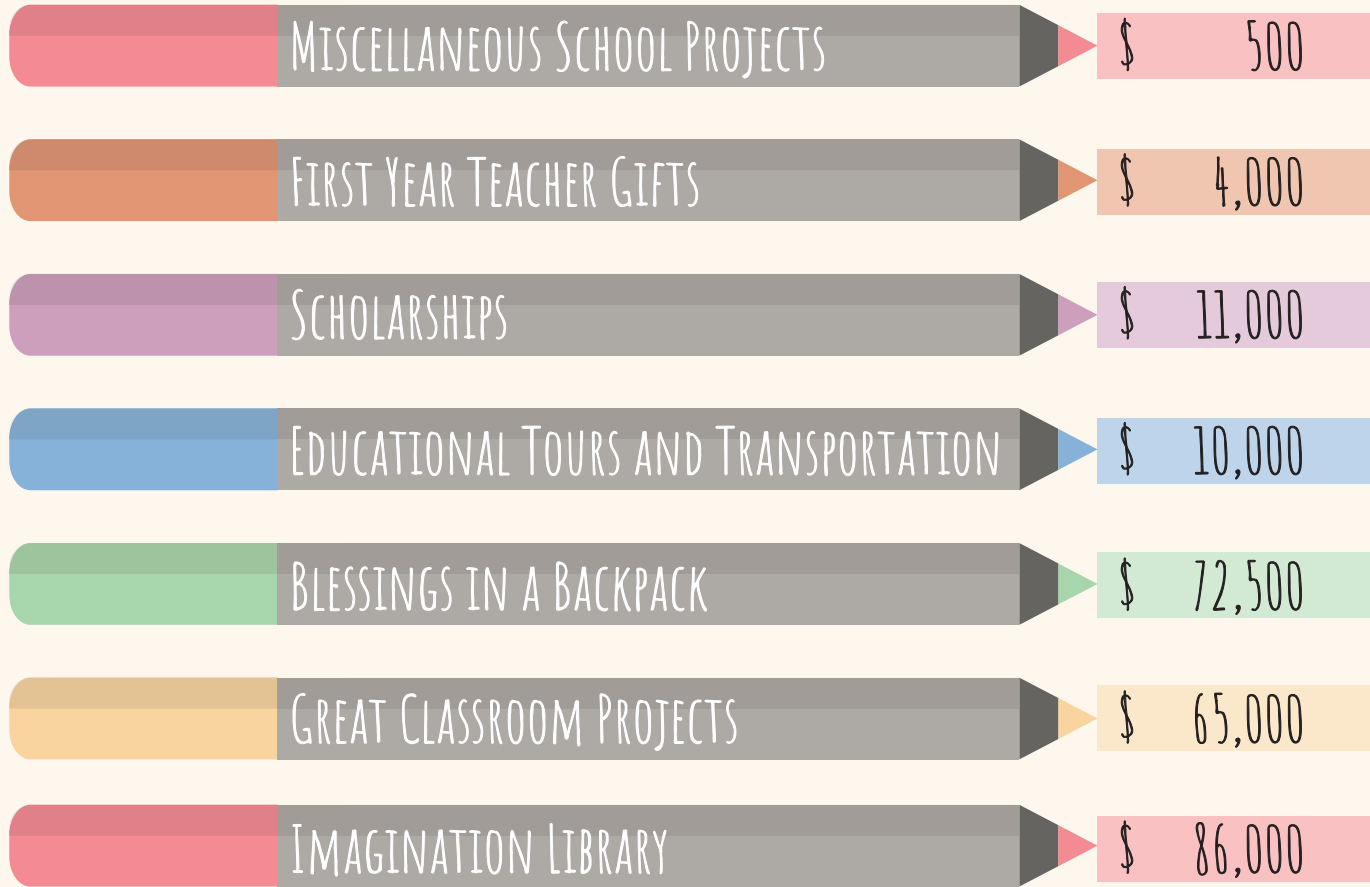 Miscellaneous School Projects $ 500
First Year Teacher Gifts $ 4,000
Scholarships $ 11,000
Educational Tours and Transportation $ 10,000
Blessings in a Backpack $ 72,500
Great Classroom Projects $ 65,000
Imagination Library $ 86,000